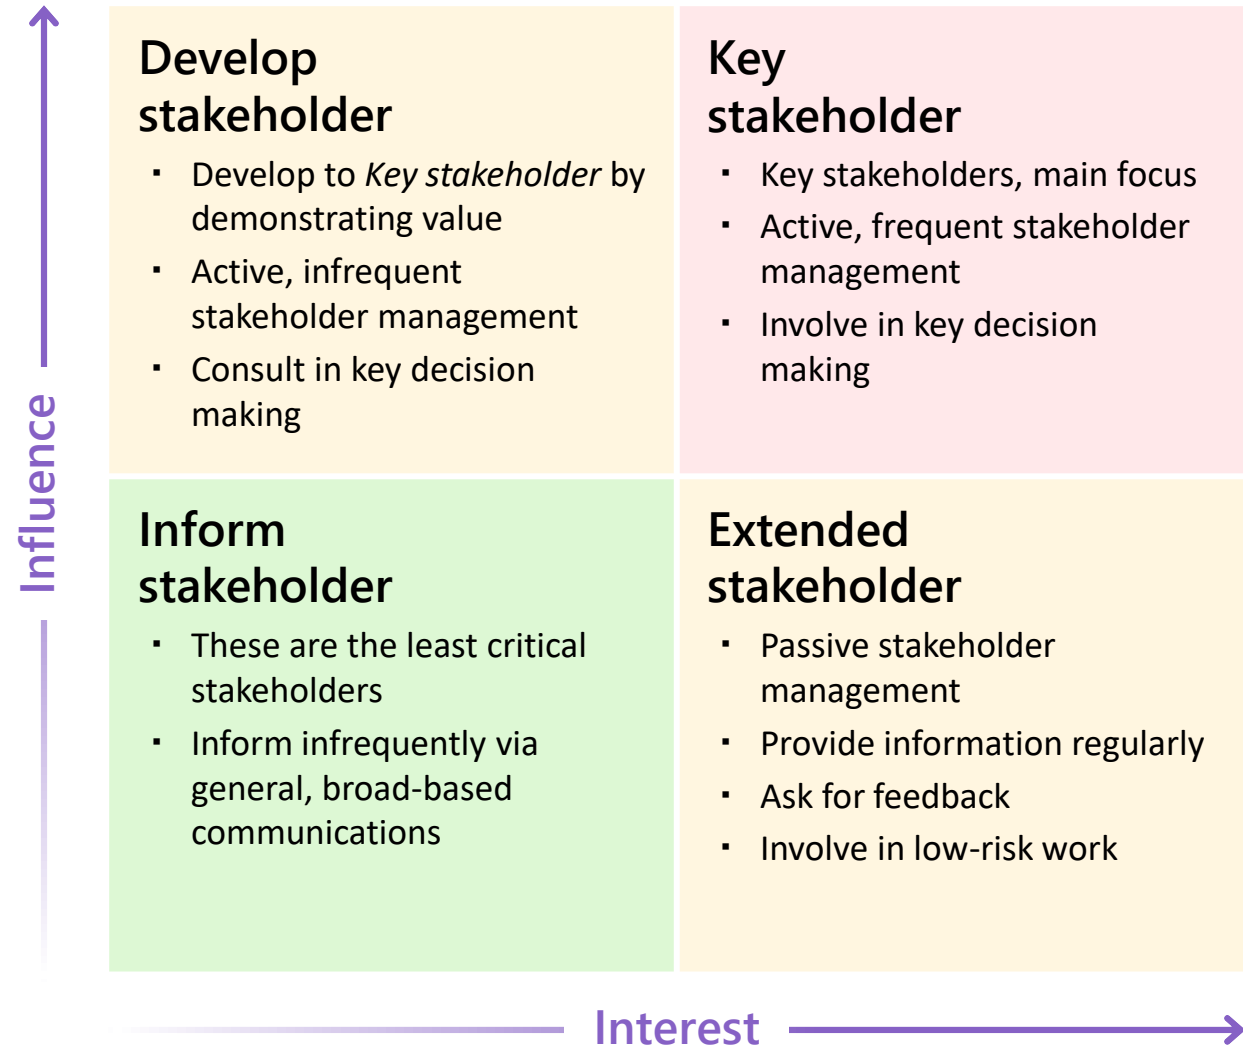 Develop
stakeholder
▪ Develop to Key stakeholder by
demonstrating value
▪ Active, infrequent
stakeholder management
▪ Consult in key decision
making
Key
stakeholder
▪ Key stakeholders, main focus
▪ Active, frequent stakeholder
management
▪ Involve in key decision
making
Influence
Inform
stakeholder
▪ These are the least critical
stakeholders
▪ Inform infrequently via
general, broad-based
communications
Extended
stakeholder
▪ Passive stakeholder
management
▪ Provide information regularly
▪ Ask for feedback
▪ Involve in low-risk work
Interest